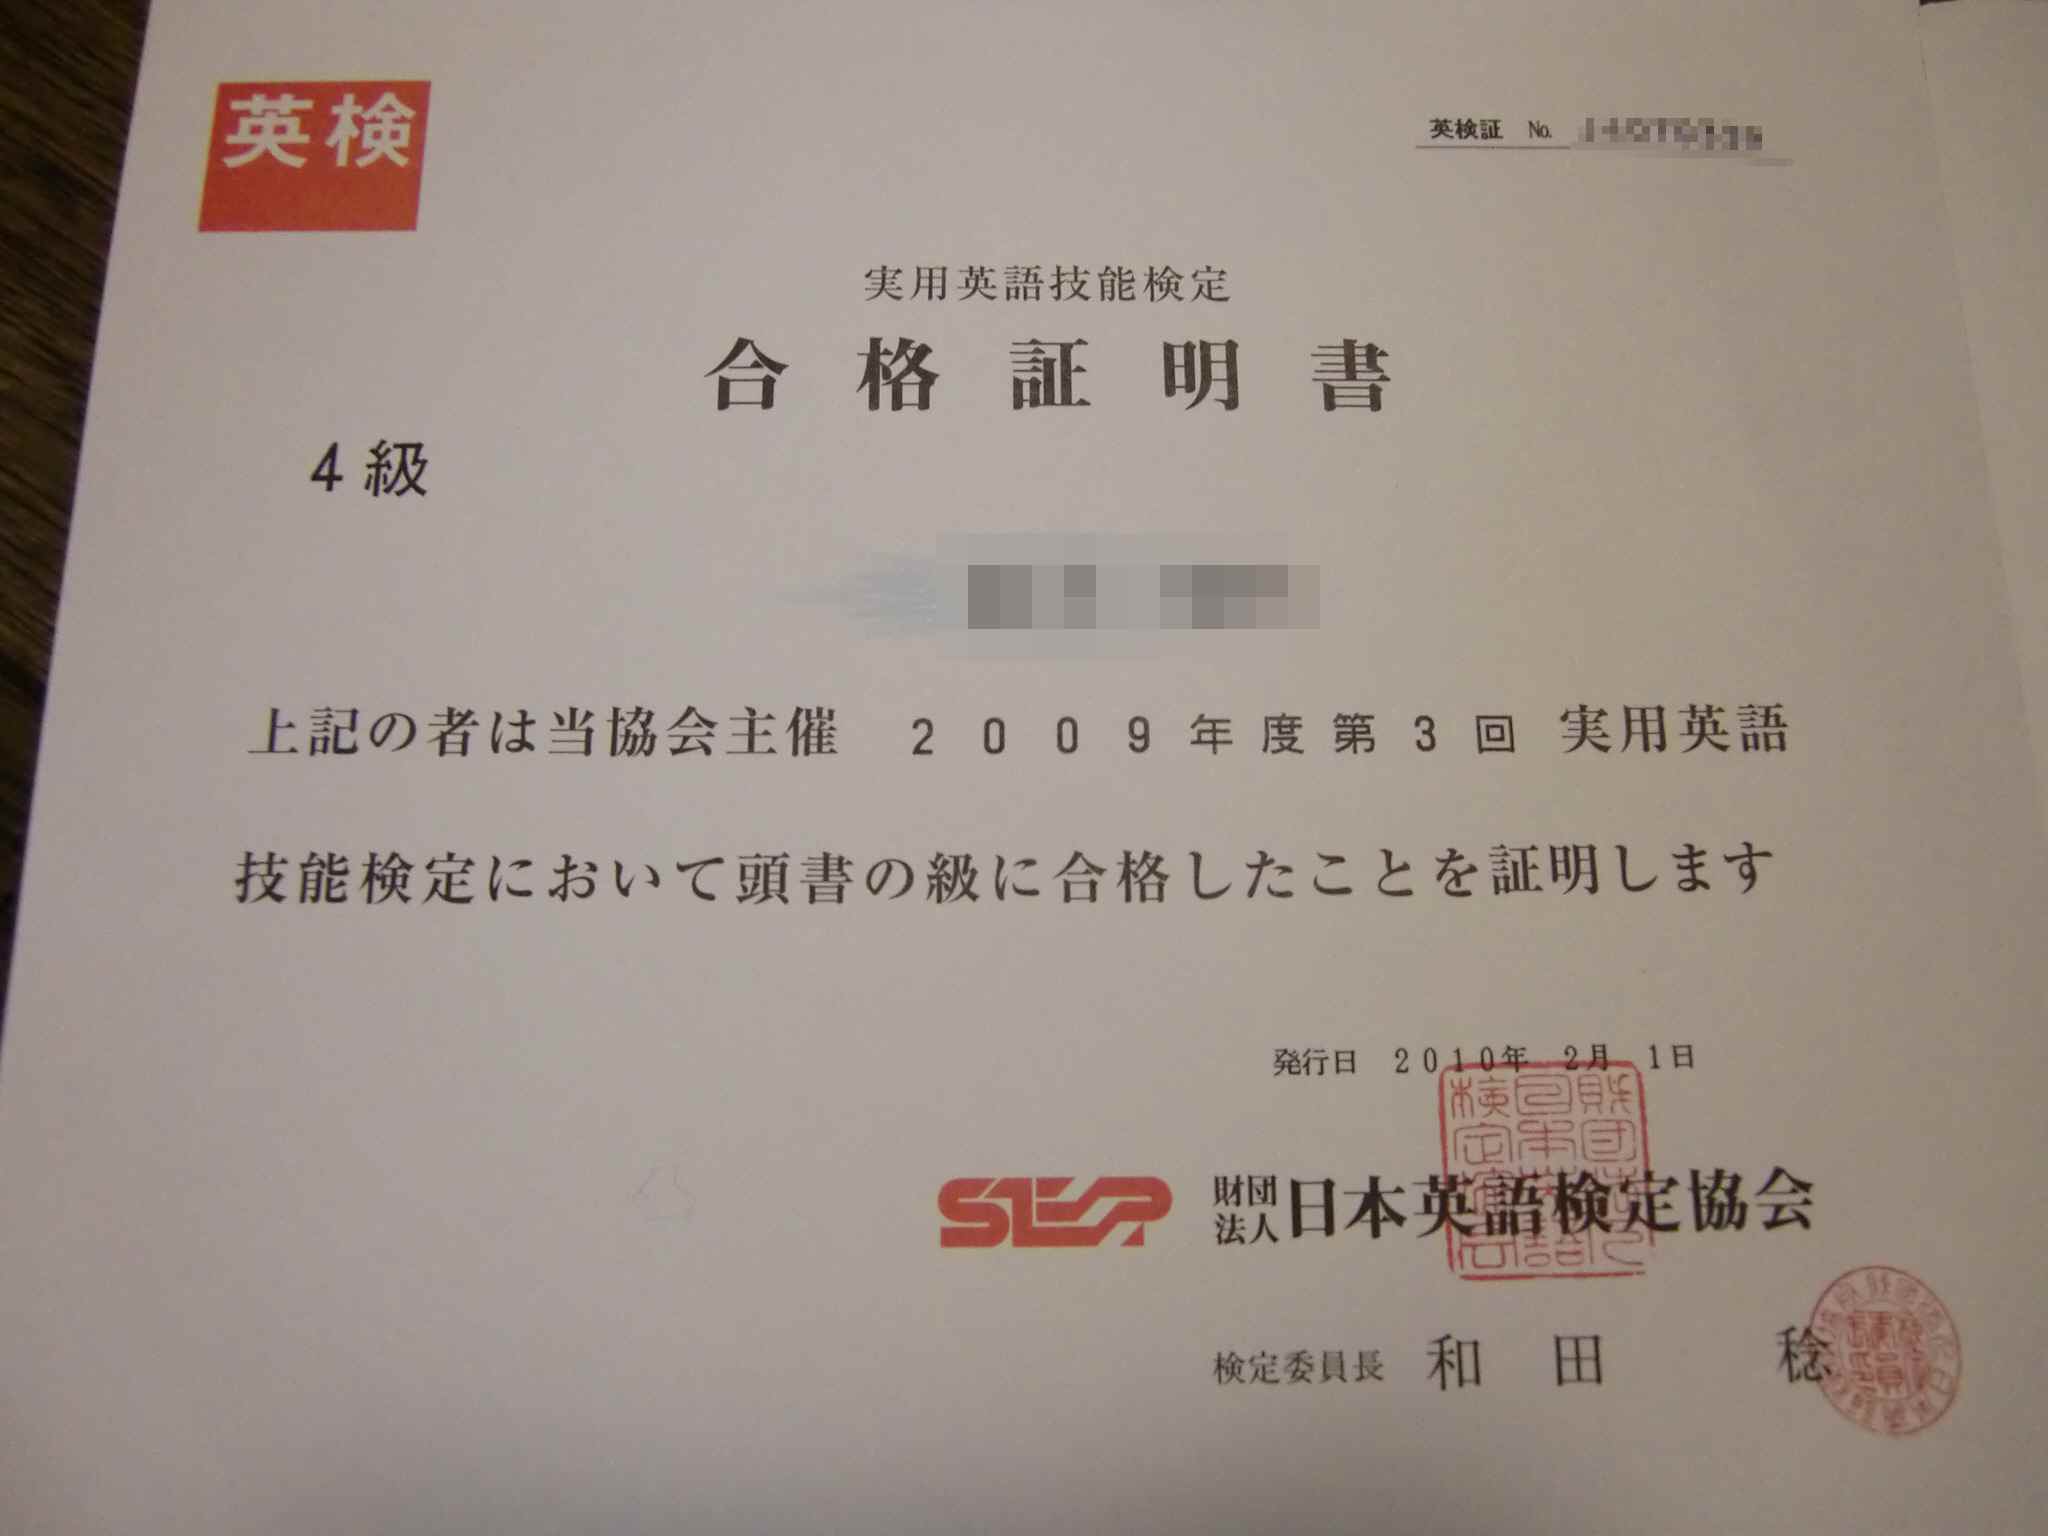 英検
英検証 No.
実用英語技能検定
合格証明書
4級
上記の者は当協会主催 2009年度第3回 実用英語
技能検定において頭書の級に合格したことを証明します
発行日 2010年 2月 1日
STEP 財団法人 日本英語検定協会
検定委員長 和田 稔